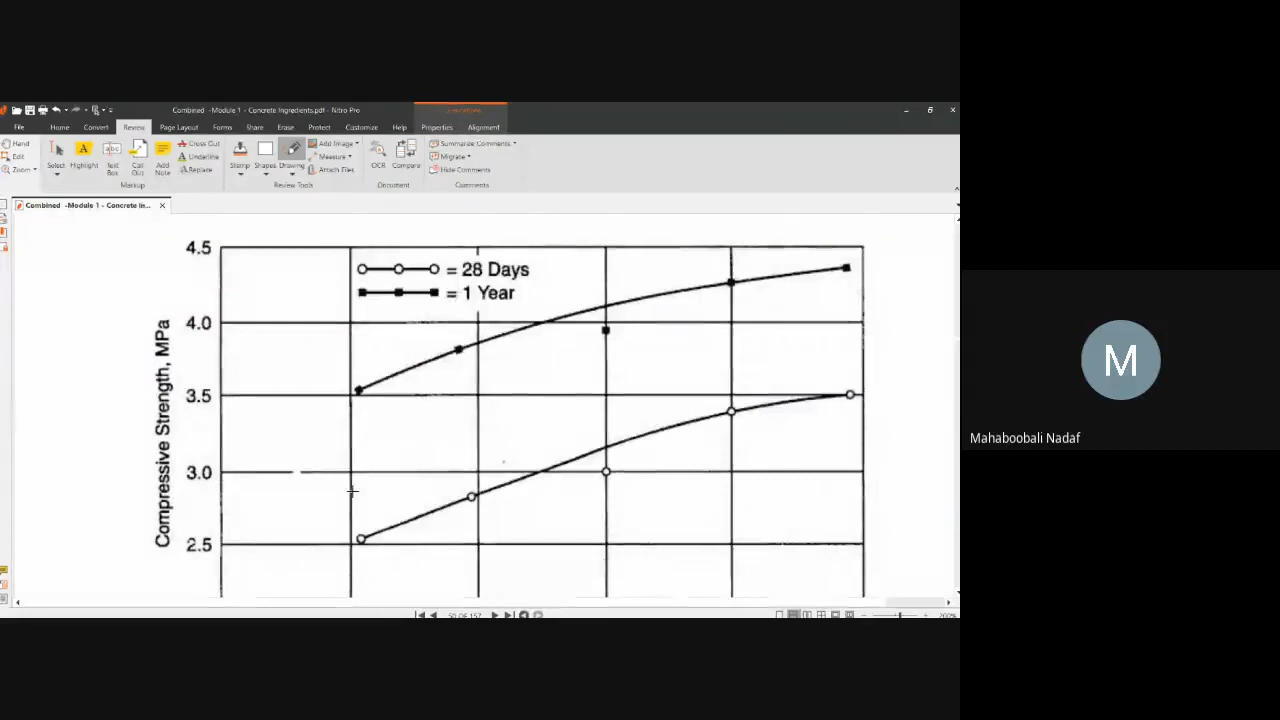 Combined -Module 1 - Concrete Ingredients.pdf - Nitro Pro
File Home Convert Review Page Layout Forms Share Erase Protect Customize Help Properties Alignment
Hand Edit Zoom
Select Highlight Text Box Call Out Add Note
Cross Out Underline Replace
Markup
Stamp Shapes Drawing
Add Image Measure Attach Files
Review Tools
OCR Compare
Document
Summarize Comments Migrate Hide Comments
Comments
Combined -Module 1 - Concrete In...
4.5
= 28 Days
= 1 Year
4.0
3.5
3.0
2.5
Compressive Strength, MPa
200%
M
Mahaboobali Nadaf